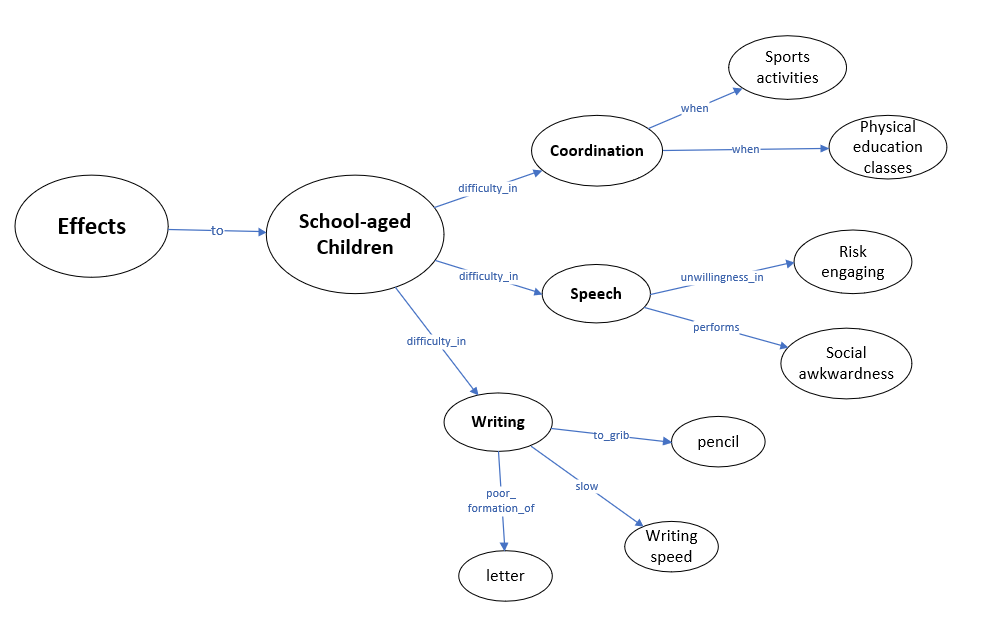 Effects
to
School-aged
Children
difficulty_in
Coordination
when
Sports
activities
when
Physical
education
classes
difficulty_in
Speech
unwillingness_in
Risk
engaging
performs
Social
awkwardness
difficulty_in
Writing
to_grib
pencil
slow
Writing
speed
poor_
formation_of
letter